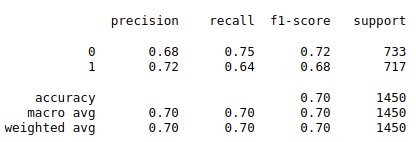 precision recall f1-score support
0 0.68 0.75 0.72 733
1 0.72 0.64 0.68 717
accuracy 0.70 1450
macro avg 0.70 0.70 0.70 1450
weighted avg 0.70 0.70 0.70 1450